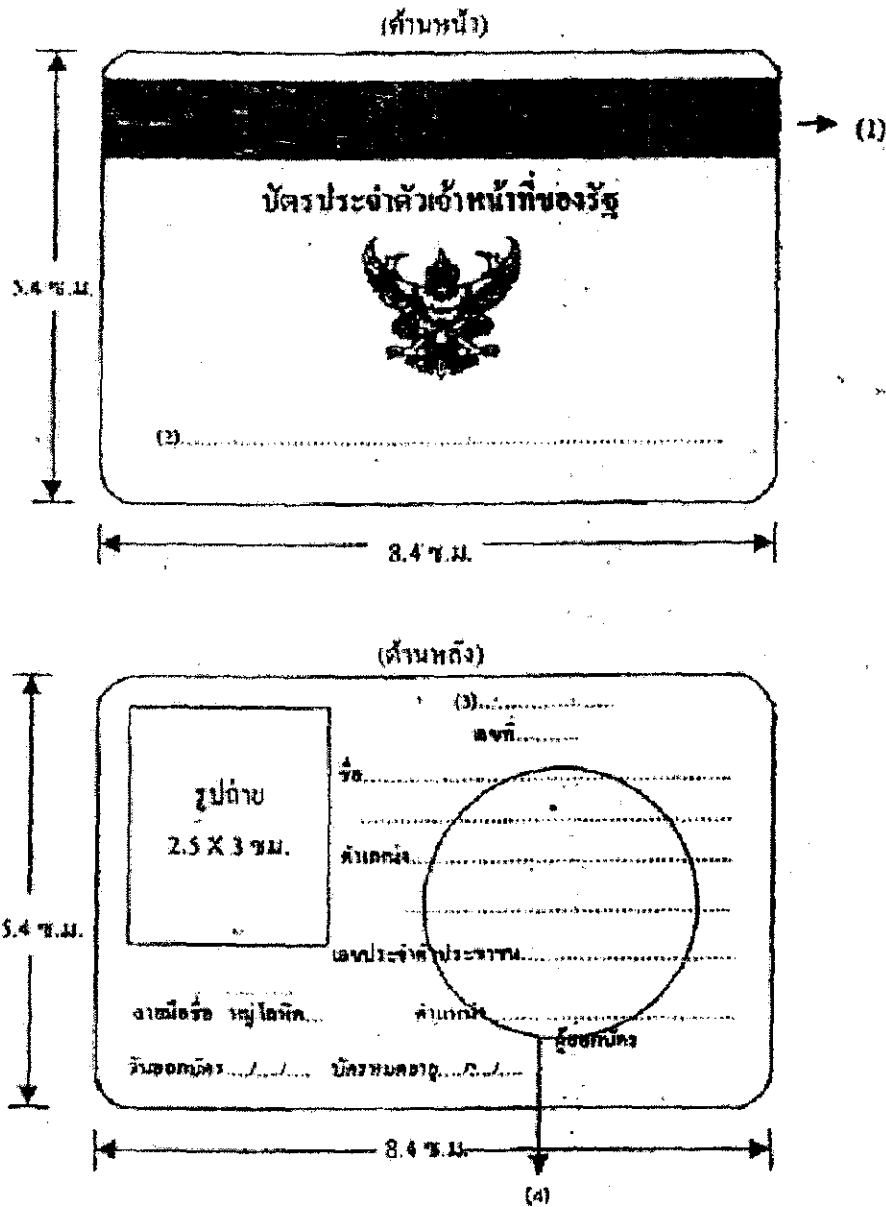 (ด้านหน้า)
(1)
บัตรประจำตัวเจ้าหน้าที่ของรัฐ
5.4 ซ.ม.
(2)
8.4 ซ.ม.
(ด้านหลัง)
(3)
เลขที่
รูปถ่าย
2.5 X 3 ซม.
ชื่อ
ตำแหน่ง
5.4 ซ.ม.
เลขประจำตัวประชาชน
ลายมือชื่อ หมู่โลหิต... ตำแหน่ง
ผู้ออกบัตร
วันออกบัตร..../..../.... บัตรหมดอายุ..../..../....
8.4 ซ.ม.
(4)